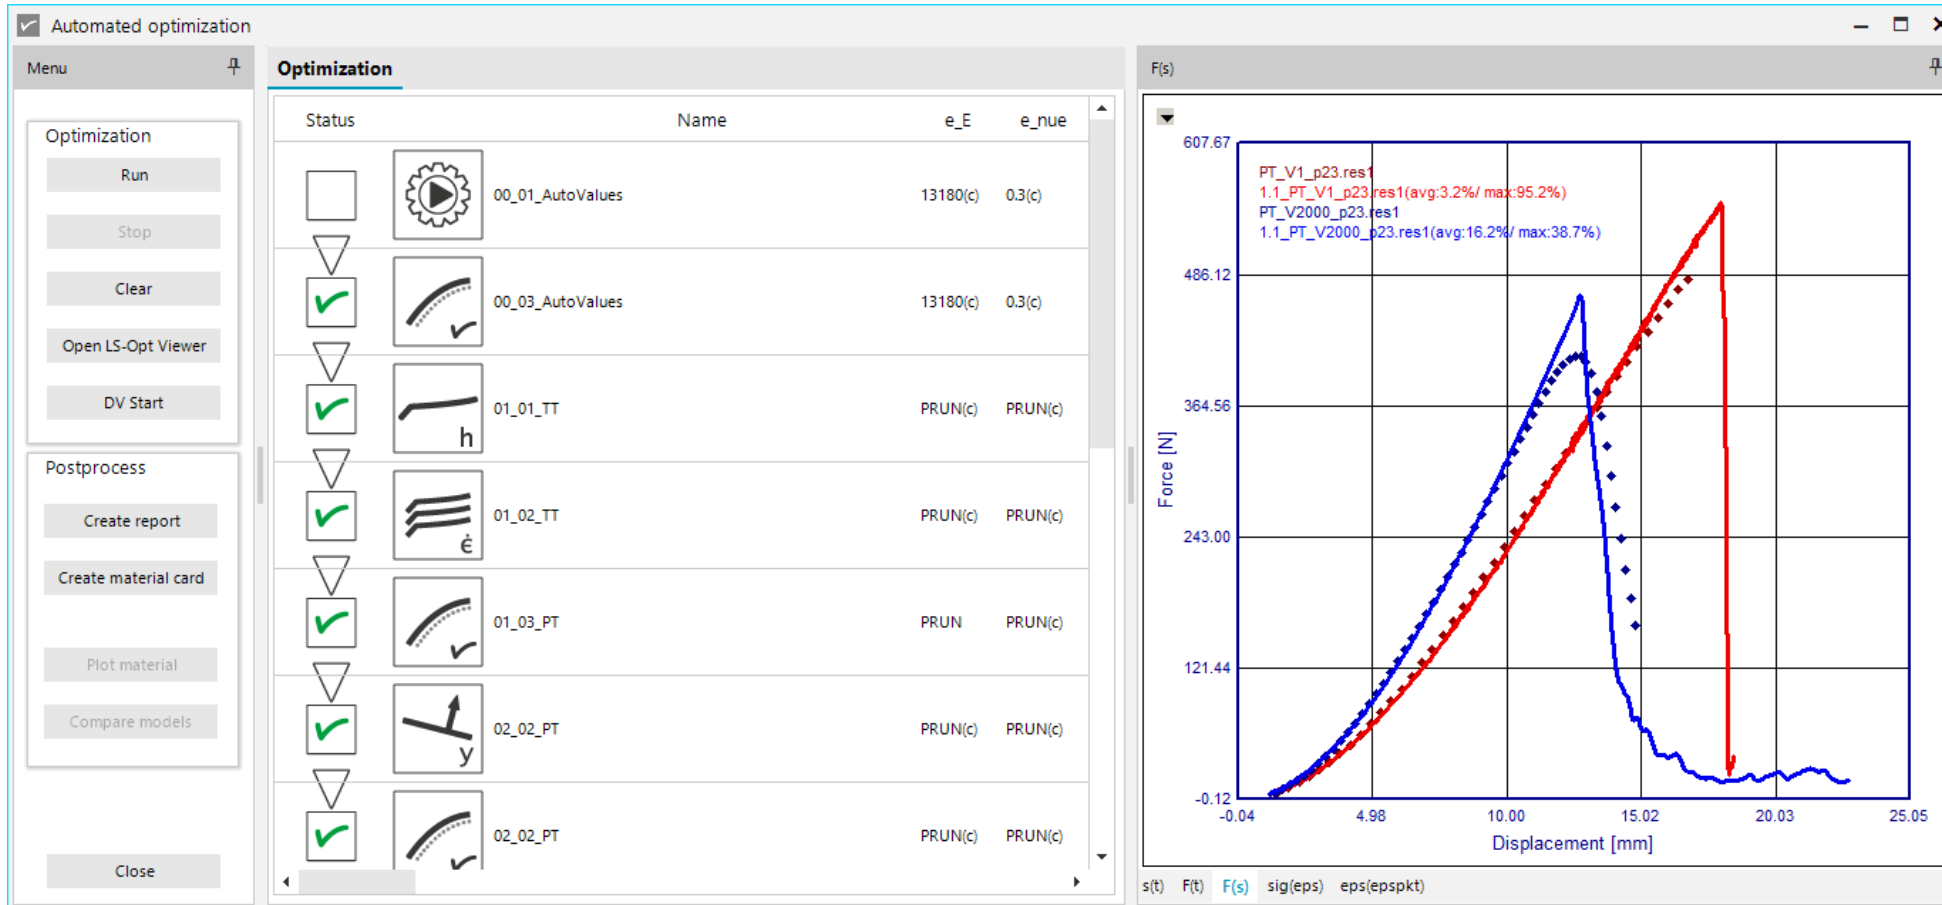 Automated optimization
Menu
Optimization
Run
Stop
Clear
Open LS-Opt Viewer
DV Start
Postprocess
Create report
Create material card
Plot material
Compare models
Close
Optimization
Status Name e_E e_nue
00_01_AutoValues 13180(c) 0.3(c)
00_03_AutoValues 13180(c) 0.3(c)
h 01_01_TT PRUN(c) PRUN(c)
ε̇ 01_02_TT PRUN(c) PRUN(c)
01_03_PT PRUN PRUN(c)
y 02_02_PT PRUN(c) PRUN(c)
02_02_PT PRUN(c) PRUN(c)
F(s)
607.67
PT_V1_p23.res1
1.1_PT_V1_p23.res1(avg:3.2%/ max:95.2%)
PT_V2000_p23.res1
1.1_PT_V2000_p23.res1(avg:16.2%/ max:38.7%)
486.12
364.56
243.00
121.44
-0.12
Force [N]
-0.04 4.98 10.00 15.02 20.03 25.05
Displacement [mm]
s(t) F(t) F(s) sig(eps) eps(epspkt)